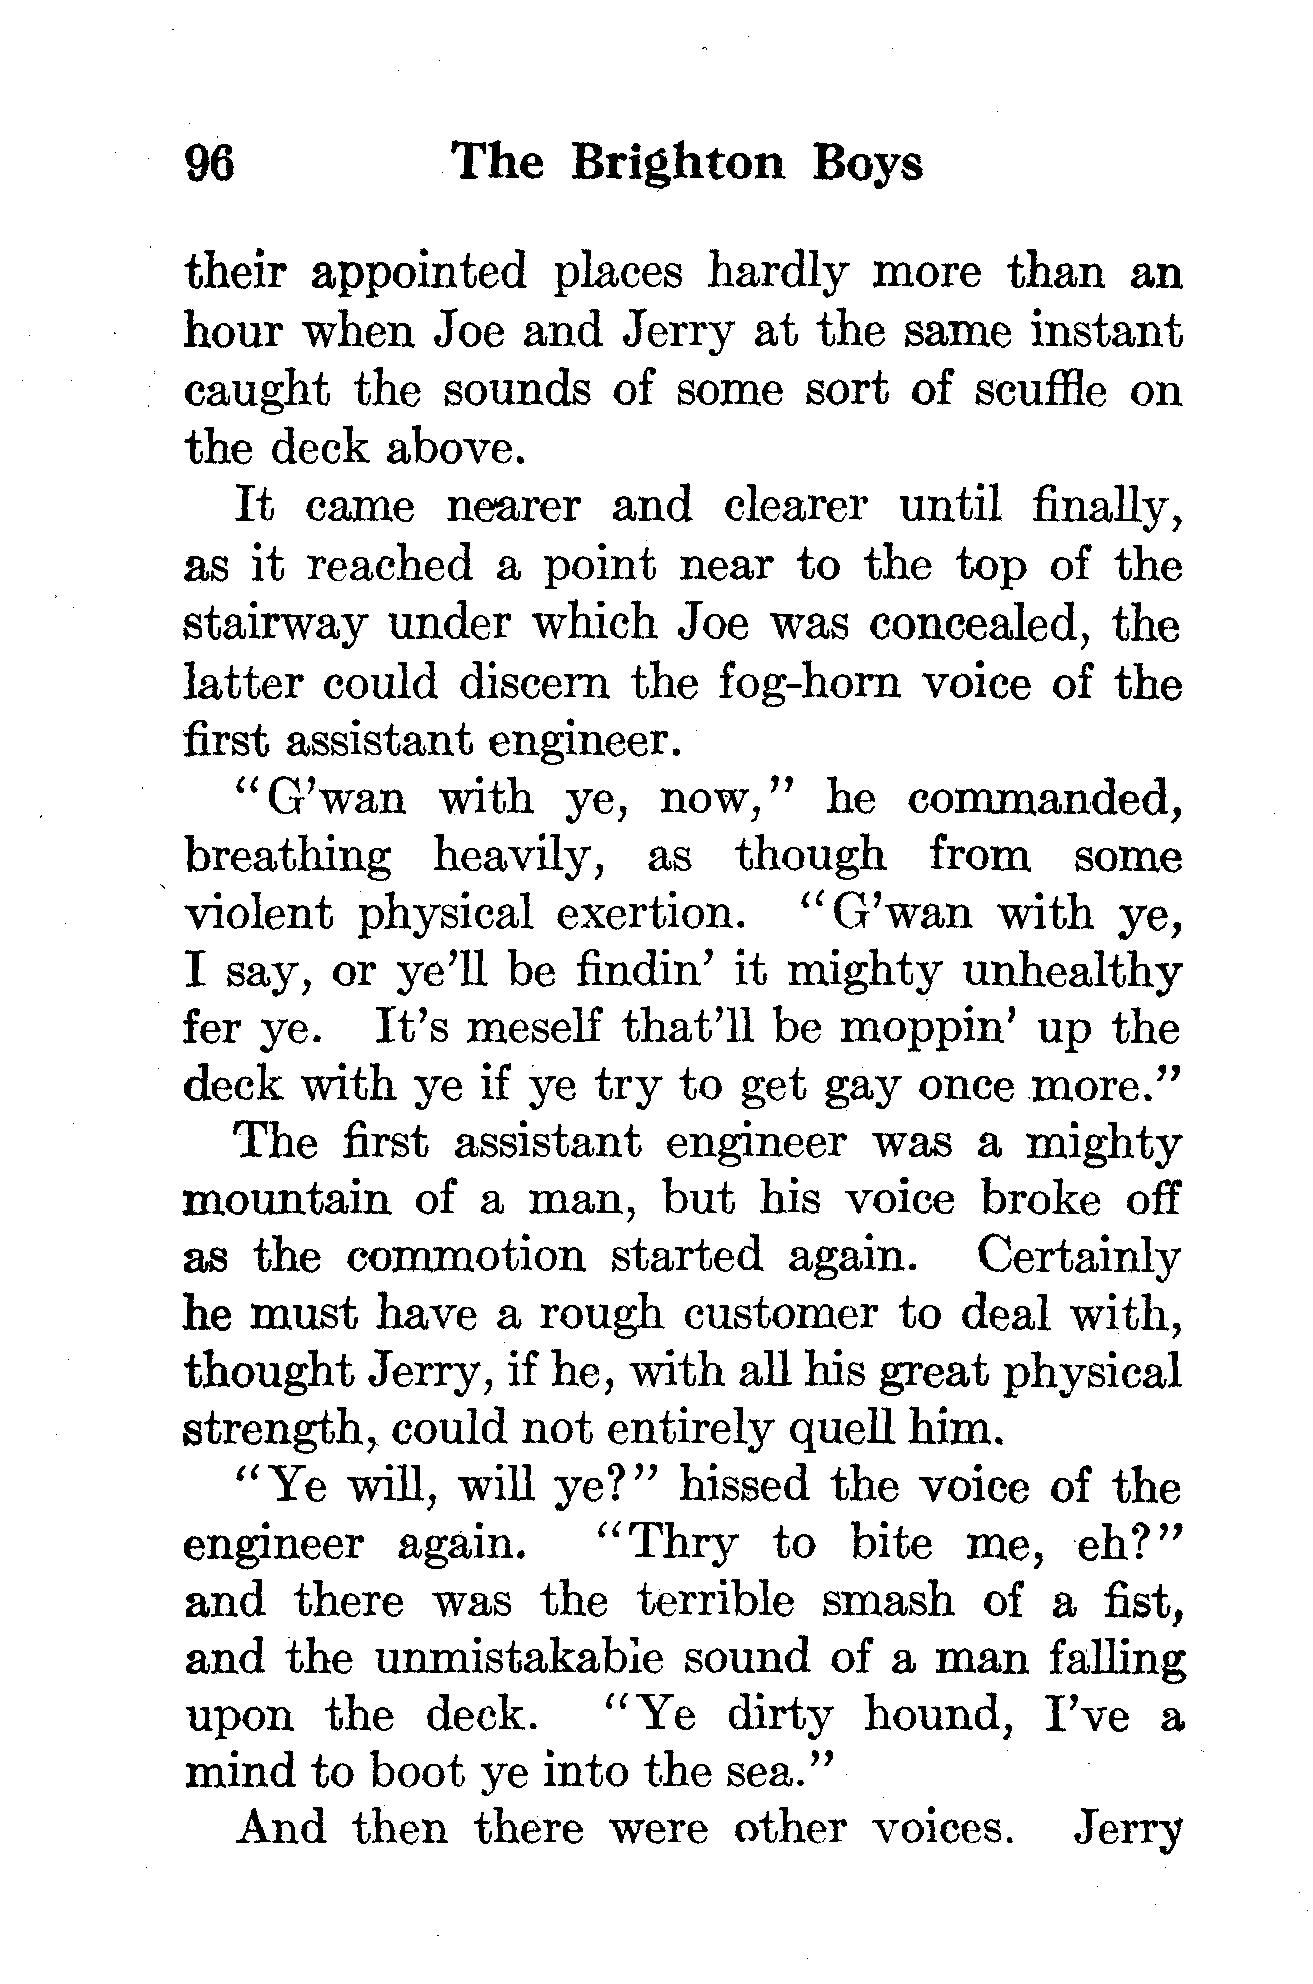 96 The Brighton Boys
their appointed places hardly more than an
hour when Joe and Jerry at the same instant
caught the sounds of some sort of scuffle on
the deck above.
It came nearer and clearer until finally,
as it reached a point near to the top of the
stairway under which Joe was concealed, the
latter could discern the fog-horn voice of the
first assistant engineer.
"G'wan with ye, now," he commanded,
breathing heavily, as though from some
violent physical exertion. "G'wan with ye,
I say, or ye'll be findin' it mighty unhealthy
fer ye. It's meself that'll be moppin' up the
deck with ye if ye try to get gay once more."
The first assistant engineer was a mighty
mountain of a man, but his voice broke off
as the commotion started again. Certainly
he must have a rough customer to deal with,
thought Jerry, if he, with all his great physical
strength, could not entirely quell him.
"Ye will, will ye?" hissed the voice of the
engineer again. "Thry to bite me, eh?"
and there was the terrible smash of a fist,
and the unmistakable sound of a man falling
upon the deck. "Ye dirty hound, I've a
mind to boot ye into the sea."
And then there were other voices. Jerry